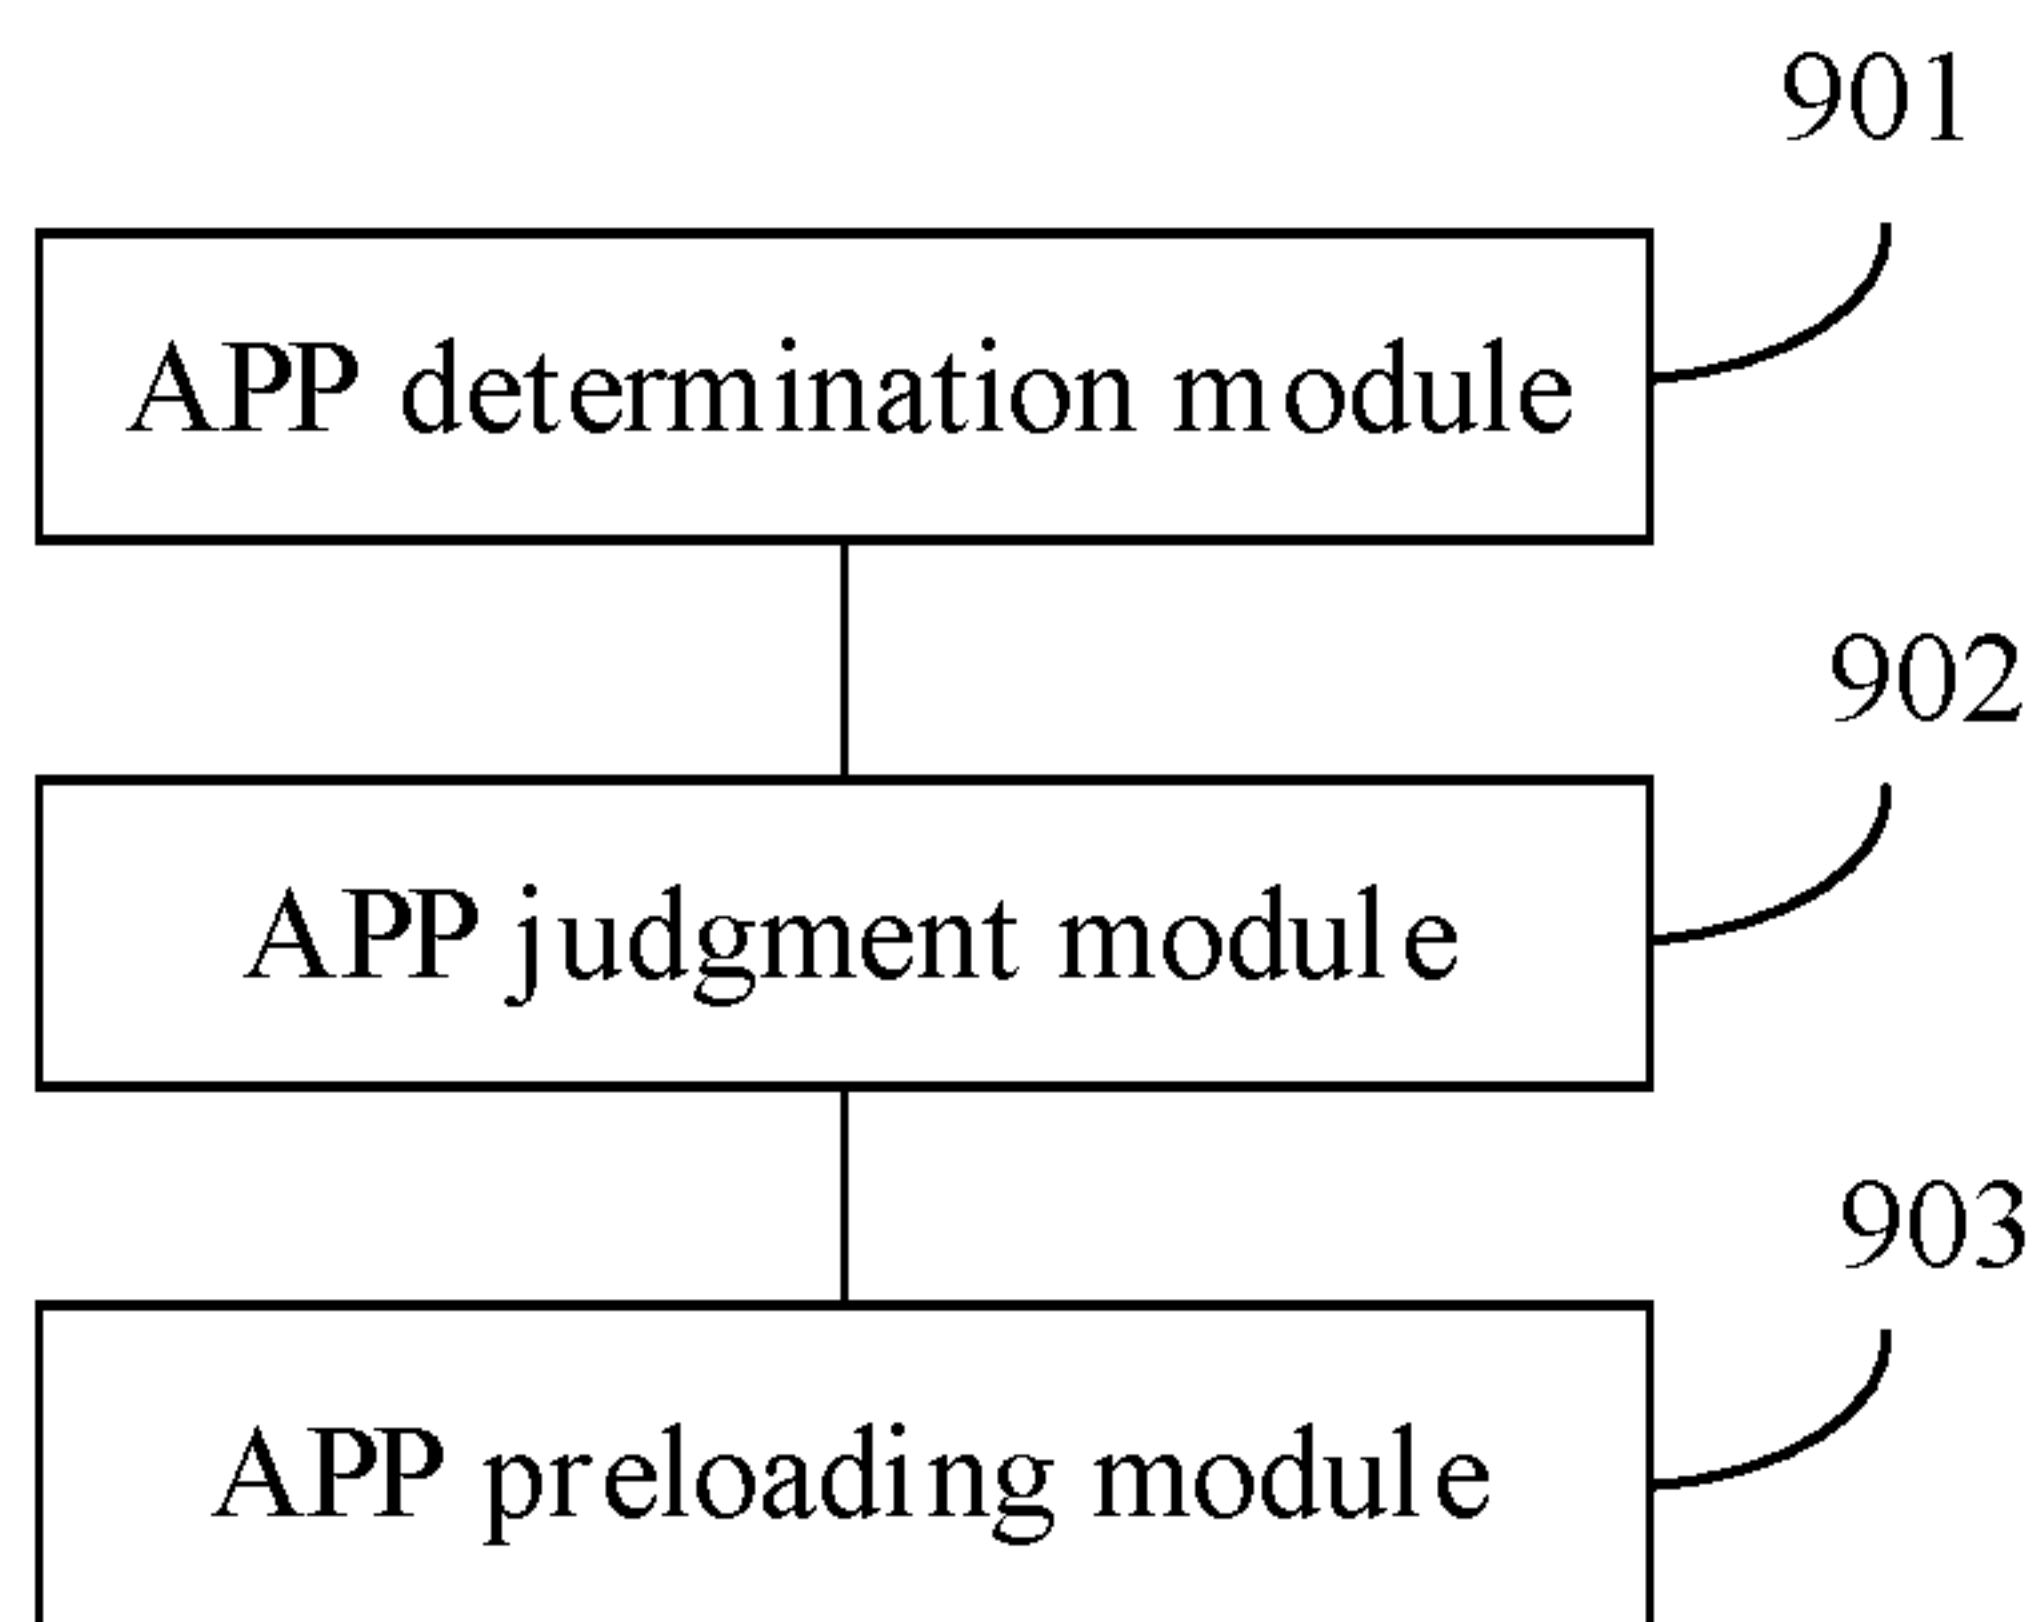 901
APP determination module
902
APP judgment module
903
APP preloading module